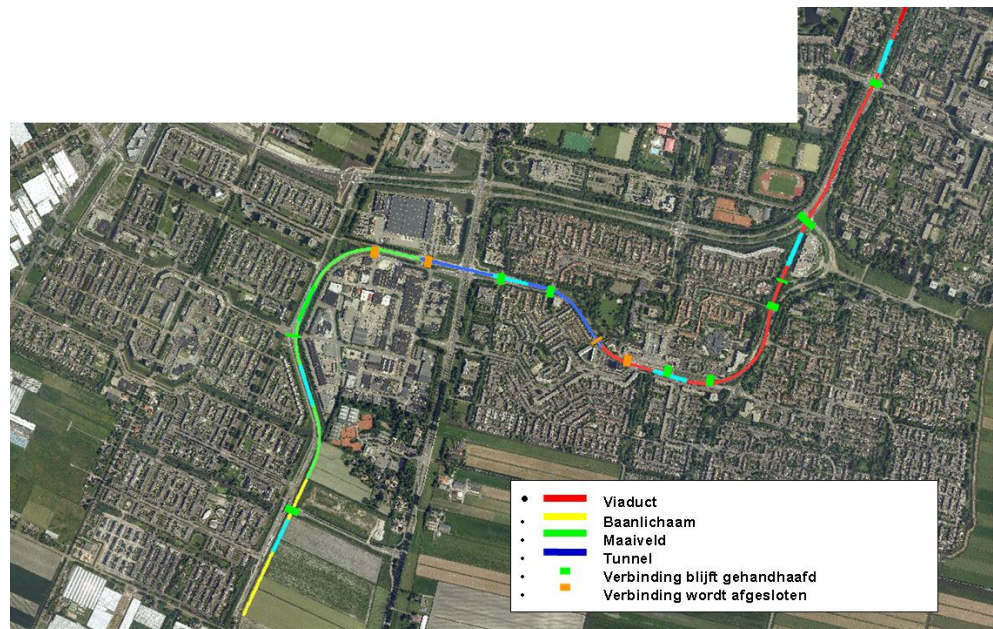 Viaduct
Baanlichaam
Maaiveld
Tunnel
Verbinding blijft gehandhaafd
Verbinding wordt afgesloten